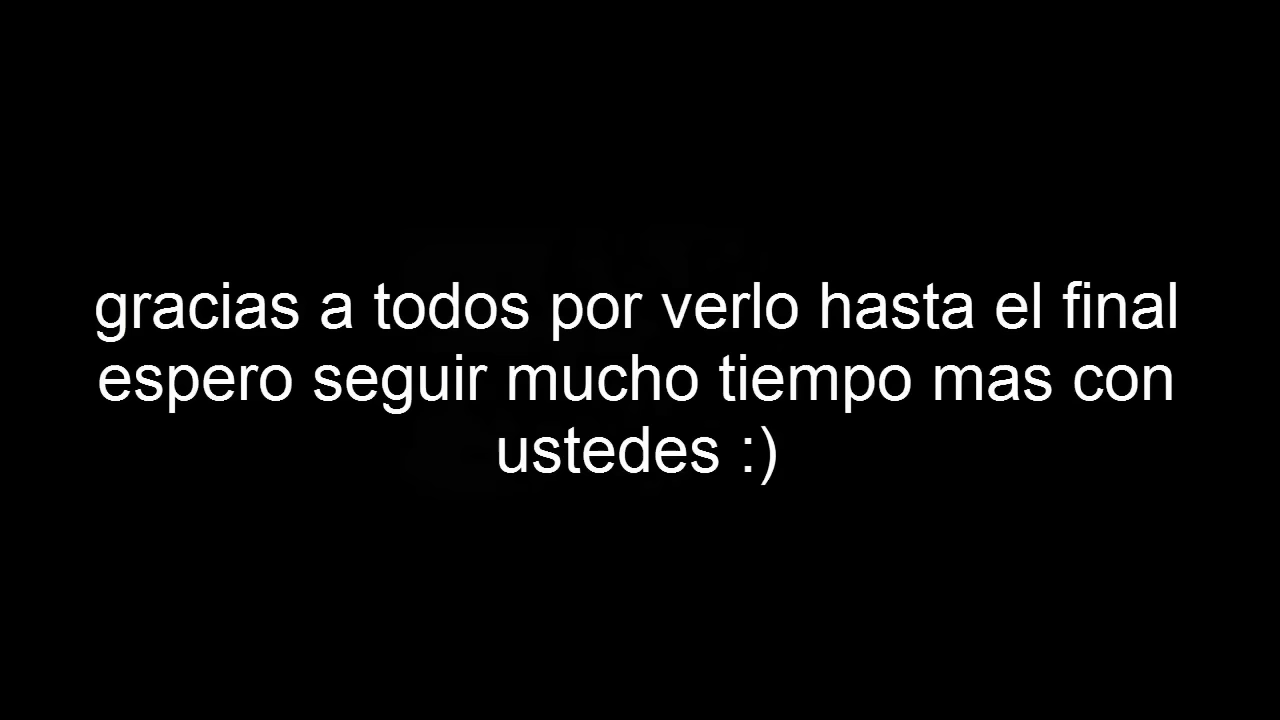 gracias a todos por verlo hasta el final
espero seguir mucho tiempo mas con
ustedes :)